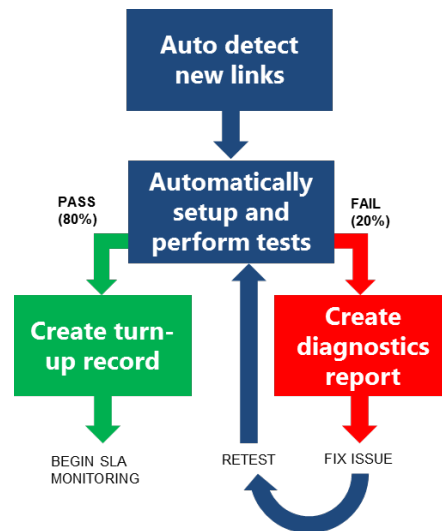 Auto detect
new links
PASS
(80%)
Automatically
setup and
perform tests
FAIL
(20%)
Create turn-
up record
Create
diagnostics
report
BEGIN SLA
MONITORING
RETEST
FIX ISSUE